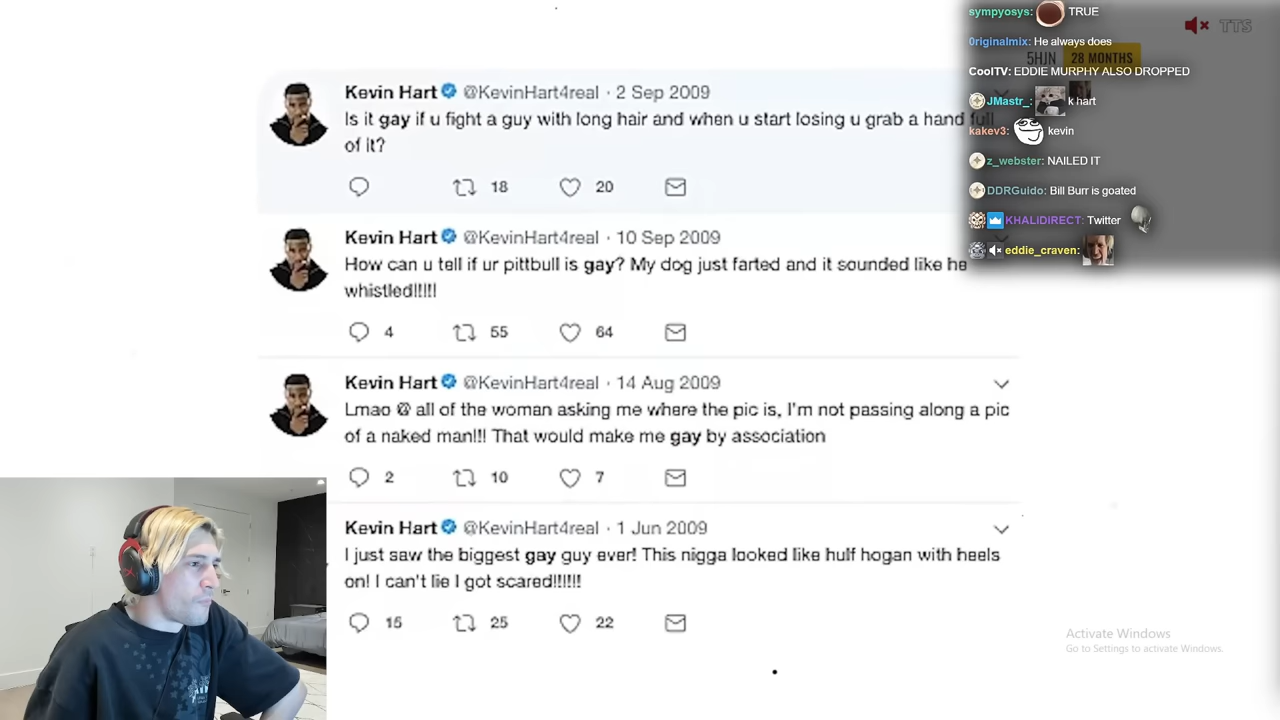 Kevin Hart @KevinHart4real · 2 Sep 2009
Is it gay if u fight a guy with long hair and when u start losing u grab a hand full
of it?
18 20
Kevin Hart @KevinHart4real · 10 Sep 2009
How can u tell if ur pittbull is gay? My dog just farted and it sounded like he
whistled!!!!!
4 55 64
Kevin Hart @KevinHart4real · 14 Aug 2009
Lmao @ all of the woman asking me where the pic is, I'm not passing along a pic
of a naked man!!! That would make me gay by association
2 10 7
Kevin Hart @KevinHart4real · 1 Jun 2009
I just saw the biggest gay guy ever! This nigga looked like hulf hogan with heels
on! I can't lie I got scared!!!!!!
15 25 22
sympyosys: TRUE
0riginalmix: He always does
CoolTV: EDDIE MURPHY ALSO DROPPED
JMastr_: k hart
kakev3: kevin
z_webster: NAILED IT
DDRGuldo: Bill Burr is goated
KHALiDIRECT: Twitter
eddie_craven:
TTS
5HJN 28 MONTHS
Activate Windows
Go to Settings to activate Windows.